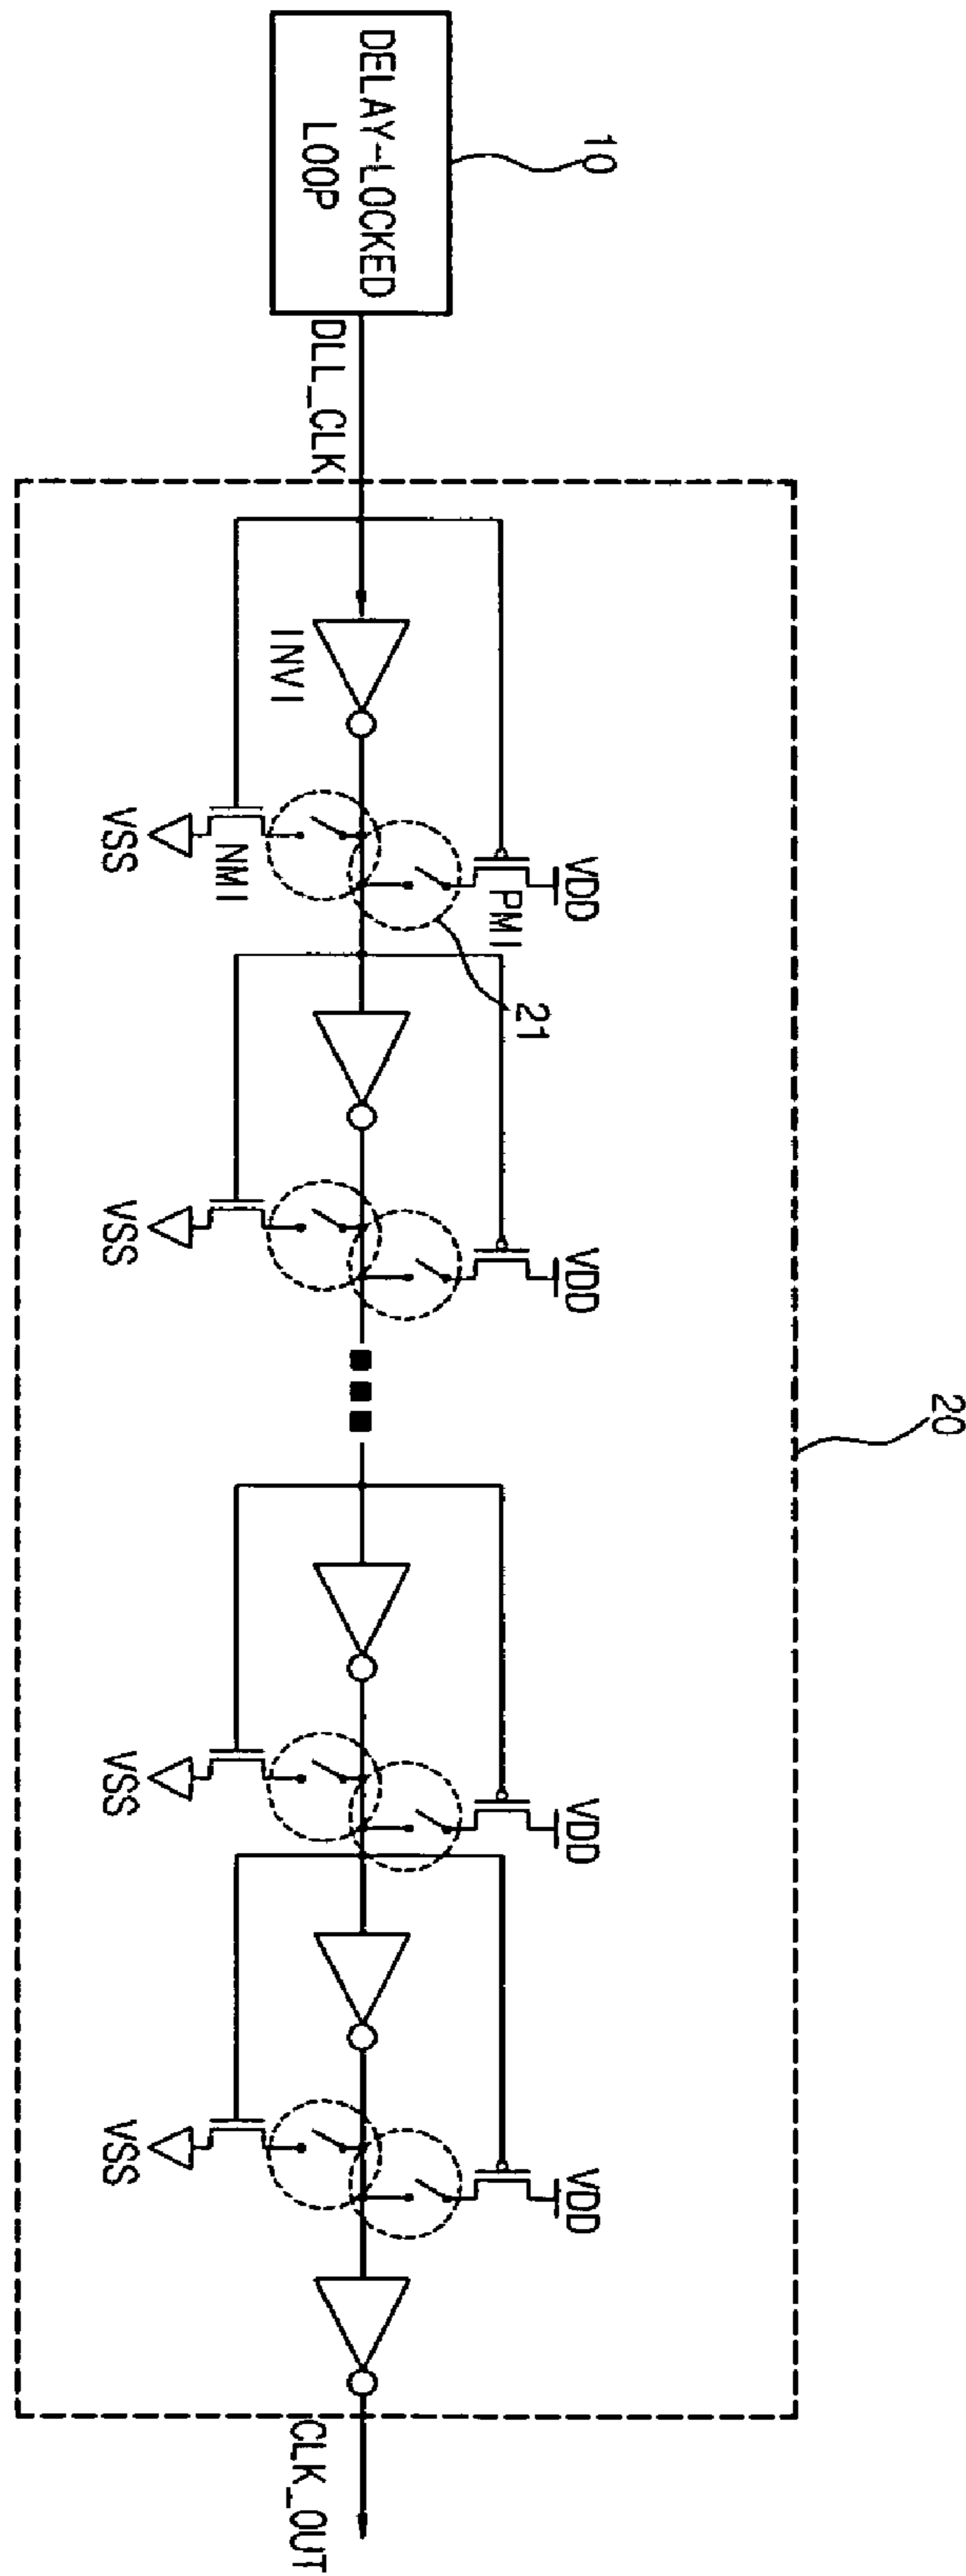 20
10
21
DELAY-LOCKED
LOOP
DLL_CLK
INV1
VDD
PM1
NM1
VSS
VDD
VSS
VDD
VSS
VDD
VSS
CLK_OUT